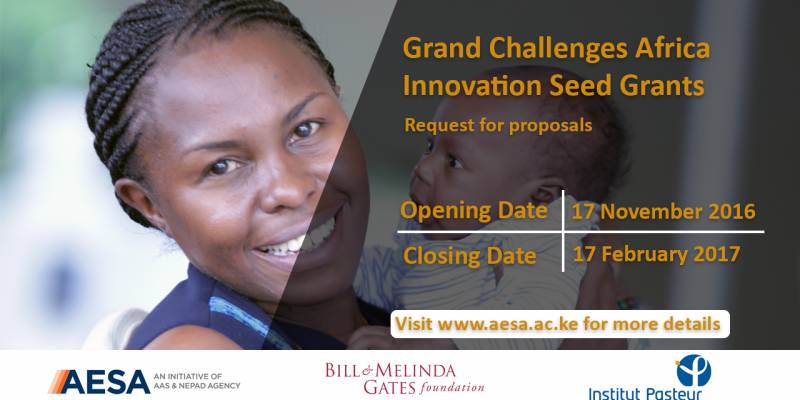 Grand Challenges Africa
Innovation Seed Grants
Request for proposals
Opening Date 17 November 2016
Closing Date 17 February 2017
Visit www.aesa.ac.ke for more details
AESA
AN INITIATIVE OF
AAS & NEPAD AGENCY
BILL & MELINDA
GATES foundation
Institut Pasteur